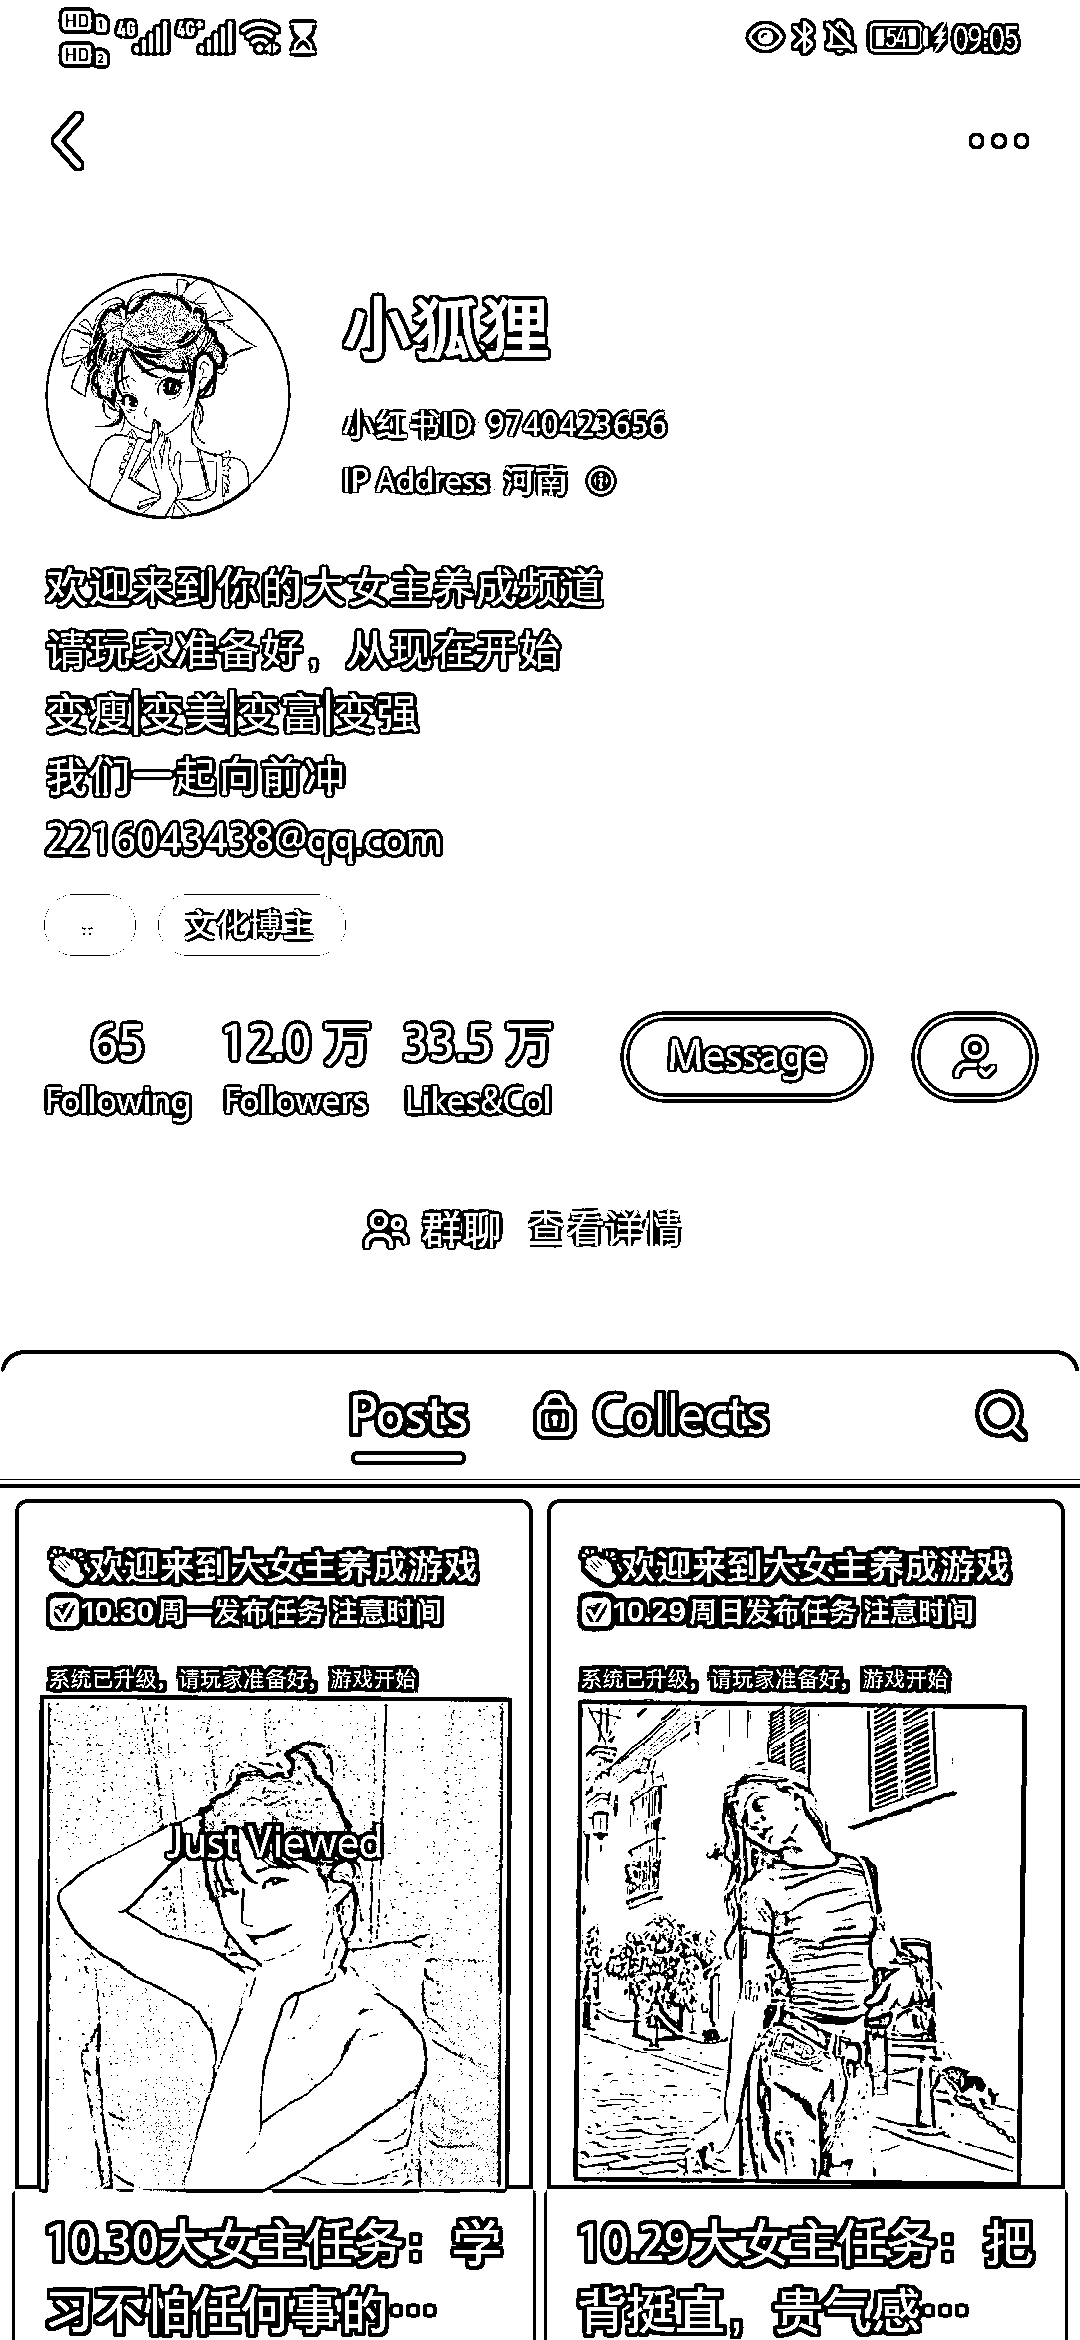 HD 1 4G 4G+ 54 09:05
HD 2
小狐狸
小红书ID 9740423656
IP Address 河南
欢迎来到你的大女主养成频道
请玩家准备好，从现在开始
变瘦|变美|变富|变强
我们一起向前冲
2216043438@qq.com
文化博主
65 12.0 万 33.5 万
Following Followers Likes&Col
Message
群聊 查看详情
Posts Collects
欢迎来到大女主养成游戏
10.30周一发布任务 注意时间
系统已升级，请玩家准备好，游戏开始
Just Viewed
10.30大女主任务：学
习不怕任何事的…
欢迎来到大女主养成游戏
10.29周日发布任务 注意时间
系统已升级，请玩家准备好，游戏开始
10.29大女主任务：把
背挺直，贵气感…